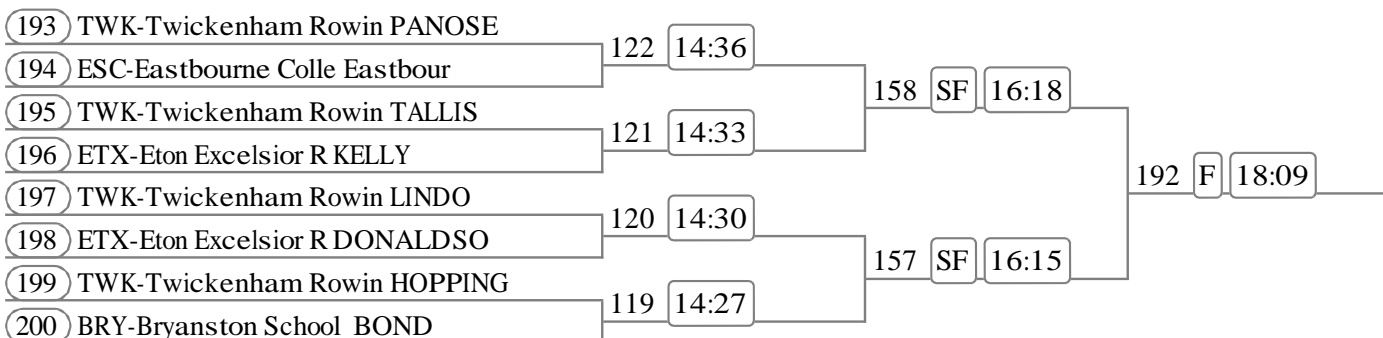 193 TWK-Twickenham Rowin PANOSE
122 14:36
194 ESC-Eastbourne Colle Eastbour
158 SF 16:18
195 TWK-Twickenham Rowin TALLIS
121 14:33
196 ETX-Eton Excelsior R KELLY
192 F 18:09
197 TWK-Twickenham Rowin LINDO
120 14:30
198 ETX-Eton Excelsior R DONALDSO
157 SF 16:15
199 TWK-Twickenham Rowin HOPPING
119 14:27
200 BRY-Bryanston School BOND